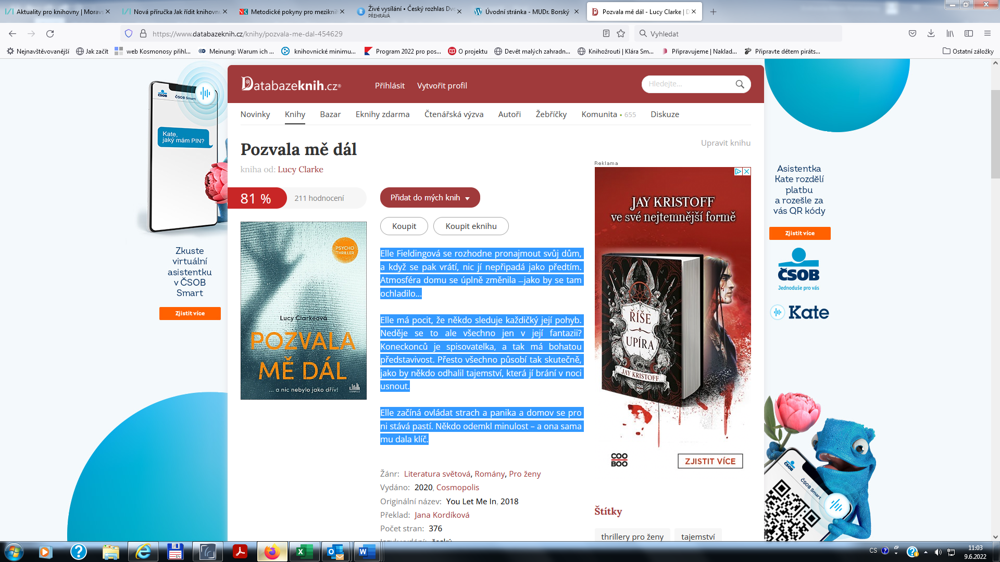 Aktuality pro knihovny | Moravs
Nová příručka Jak řídit knihovnu
Metodické pokyny pro mezikni
Živé vysílání • Český rozhlas Dvo
PŘEHRÁVÁ
Úvodní stránka - MUDr. Borský
Pozvala mě dál - Lucy Clarke | D
https://www.databazeknih.cz/knihy/pozvala-me-dal-454629
Vyhledat
Nejnavštěvovanější
Jak začít
web Kosmonosy přihl...
Meinung: Warum ich ...
knihovnické minimu...
Program 2022 pro pos...
O projektu
Devět malých zahradn...
Knihožrouti | Klára Sm...
Připravujeme | Naklad...
Připravte dětem piráts...
Ostatní záložky
Databazeknih.cz®
Přihlásit
Vytvořit profil
Hledejte...
Novinky
Knihy
Bazar
Eknihy zdarma
Čtenářská výzva
Autoři
Žebříčky
Komunita • 655
Diskuze
Pozvala mě dál
Upravit knihu
kniha od: Lucy Clarke
81 %
211 hodnocení
Přidat do mých knih
Koupit
Koupit eknihu
PSYCHO
THRILLER
Lucy Clarkeová
POZVALA
MĚ DÁL
... a nic nebylo jako dřív!
Elle Fieldingová se rozhodne pronajmout svůj dům,
a když se pak vrátí, nic jí nepřipadá jako předtím.
Atmosféra domu se úplně změnila —jako by se tam
ochladilo...
Elle má pocit, že někdo sleduje každičký její pohyb.
Neděje se to ale všechno jen v její fantazii?
Koneckonců je spisovatelka, a tak má bohatou
představivost. Přesto všechno působí tak skutečně,
jako by někdo odhalil tajemství, která jí brání v noci
usnout.
Elle začíná ovládat strach a panika a domov se pro
ni stává pastí. Někdo odemkl minulost – a ona sama
mu dala klíč.
Žánr: Literatura světová, Romány, Pro ženy
Vydáno: 2020, Cosmopolis
Originální název: You Let Me In, 2018
Překlad: Jana Kordíková
Počet stran: 376
Jazyk vydání: český
Reklama
JAY KRISTOFF
ve své nejtemnější formě
ŘÍŠE
UPÍRA
JAY KRISTOFF
COO
BOO
COO
BOO
ZJISTIT VÍCE
Štítky
thrillery pro ženy
tajemství
ČSOB
ČSOB Smart
Kate,
jaký mám PIN?
Zkuste
virtuální
asistentku
v ČSOB
Smart
Zjistit více
Asistentka
Kate rozdělí
platbu
a rozešle za
vás QR kódy
Zjistit více
ČSOB
Jednoduše pro vás
Kate
ČSOB
ČSOB Smart
CS
11:03
9.6.2022